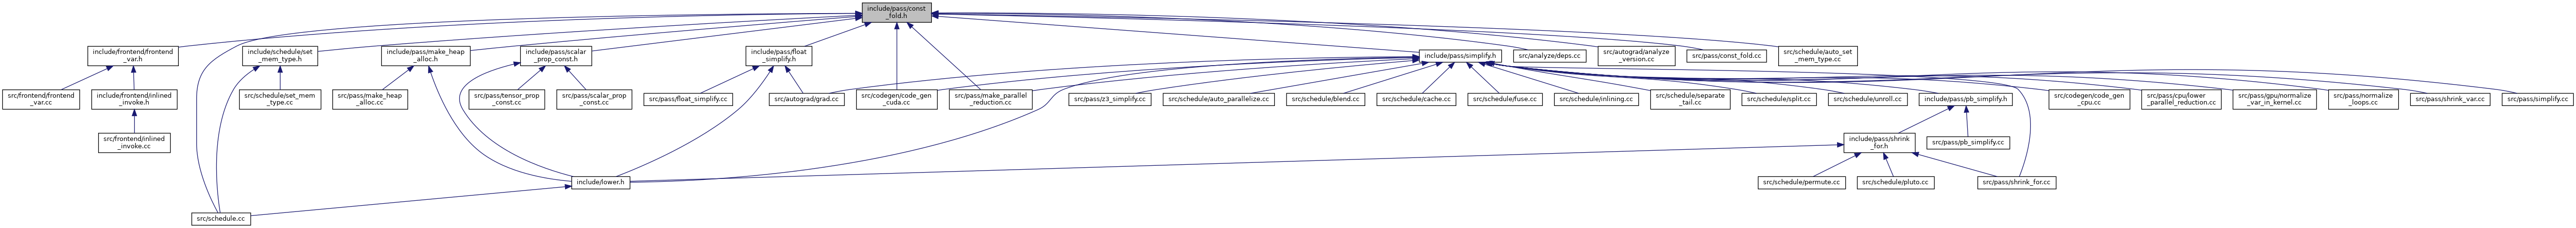 include/pass/const
_fold.h
include/frontend/frontend
_var.h
include/schedule/set
_mem_type.h
include/pass/make_heap
_alloc.h
include/pass/scalar
_prop_const.h
include/pass/float
_simplify.h
include/pass/simplify.h
src/analyze/deps.cc
src/autograd/analyze
_version.cc
src/pass/const_fold.cc
src/schedule/auto_set
_mem_type.cc
src/frontend/frontend
_var.cc
include/frontend/inlined
_invoke.h
src/schedule/set_mem
_type.cc
src/pass/make_heap
_alloc.cc
src/pass/tensor_prop
_const.cc
src/pass/scalar_prop
_const.cc
src/pass/float_simplify.cc
src/autograd/grad.cc
src/codegen/code_gen
_cuda.cc
src/pass/make_parallel
_reduction.cc
src/pass/z3_simplify.cc
src/schedule/auto_parallelize.cc
src/schedule/blend.cc
src/schedule/cache.cc
src/schedule/fuse.cc
src/schedule/inlining.cc
src/schedule/separate
_tail.cc
src/schedule/split.cc
src/schedule/unroll.cc
include/pass/pb_simplify.h
src/codegen/code_gen
_cpu.cc
src/pass/cpu/lower
_parallel_reduction.cc
src/pass/gpu/normalize
_var_in_kernel.cc
src/pass/normalize
_loops.cc
src/pass/shrink_var.cc
src/pass/simplify.cc
src/frontend/inlined
_invoke.cc
include/pass/shrink
_for.h
src/pass/pb_simplify.cc
include/lower.h
src/schedule/permute.cc
src/schedule/pluto.cc
src/pass/shrink_for.cc
src/schedule.cc